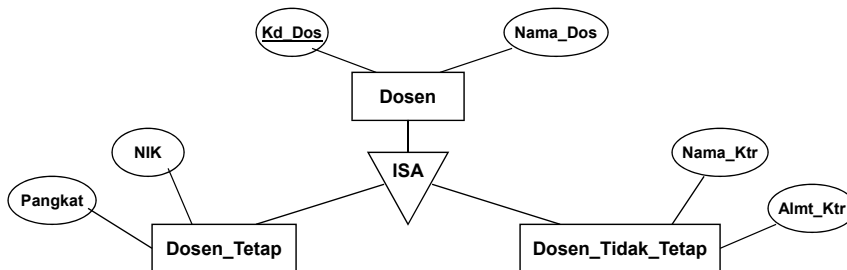 Kd_Dos
Nama_Dos
Dosen
NIK
ISA
Nama_Ktr
Pangkat
Almt_Ktr
Dosen_Tetap
Dosen_Tidak_Tetap